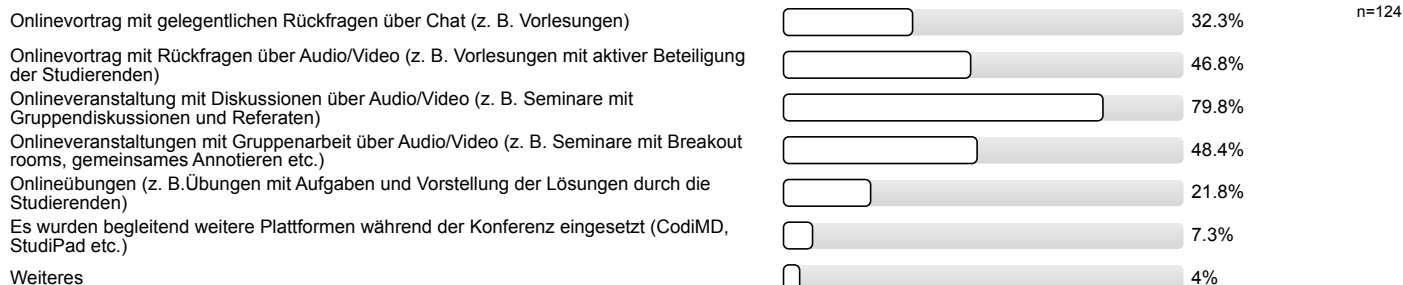 Onlinevortrag mit gelegentlichen Rückfragen über Chat (z. B. Vorlesungen) 32.3% n=124
Onlinevortrag mit Rückfragen über Audio/Video (z. B. Vorlesungen mit aktiver Beteiligung
der Studierenden) 46.8%
Onlineveranstaltung mit Diskussionen über Audio/Video (z. B. Seminare mit
Gruppendiskussionen und Referaten) 79.8%
Onlineveranstaltungen mit Gruppenarbeit über Audio/Video (z. B. Seminare mit Breakout
rooms, gemeinsames Annotieren etc.) 48.4%
Onlineübungen (z. B.Übungen mit Aufgaben und Vorstellung der Lösungen durch die
Studierenden) 21.8%
Es wurden begleitend weitere Plattformen während der Konferenz eingesetzt (CodiMD,
StudiPad etc.) 7.3%
Weiteres 4%